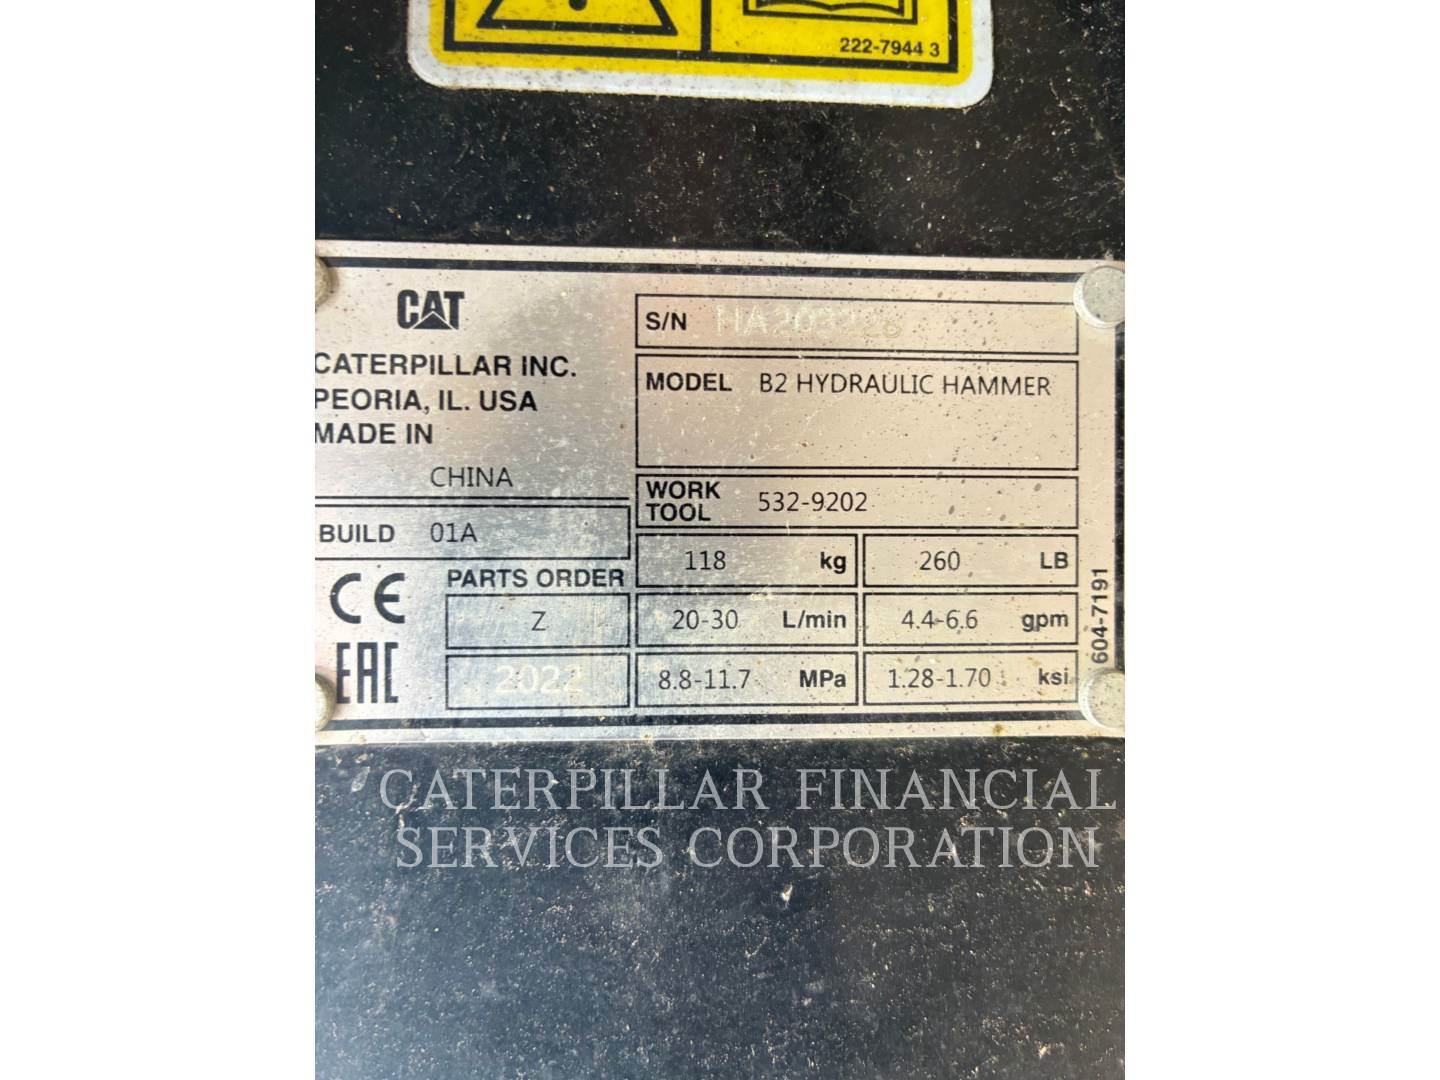 222-7944 3
CAT
CATERPILLAR INC.
PEORIA, IL. USA
MADE IN
CHINA
BUILD 01A
CE
EAC
PARTS ORDER
Z
2022
S/N
MODEL B2 HYDRAULIC HAMMER
WORK TOOL 532-9202
118 kg 260 LB
20-30 L/min 4.4-6.6 gpm
8.8-11.7 MPa 1.28-1.70 ksi
604-7191
CATERPILLAR FINANCIAL
SERVICES CORPORATION